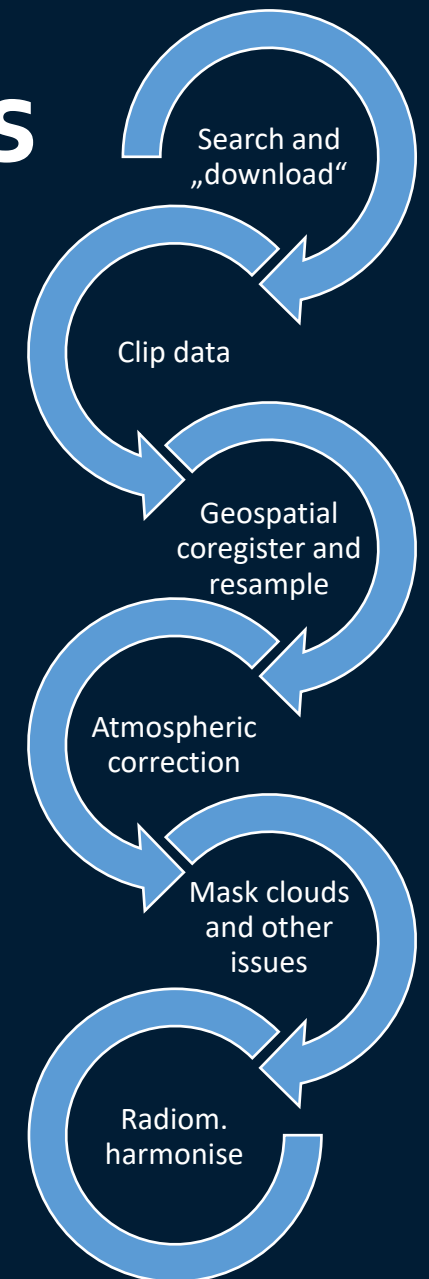 s
Search and
„download“
Clip data
Geospatial
coregister and
resample
Atmospheric
correction
Mask clouds
and other
issues
Radiom.
harmonise